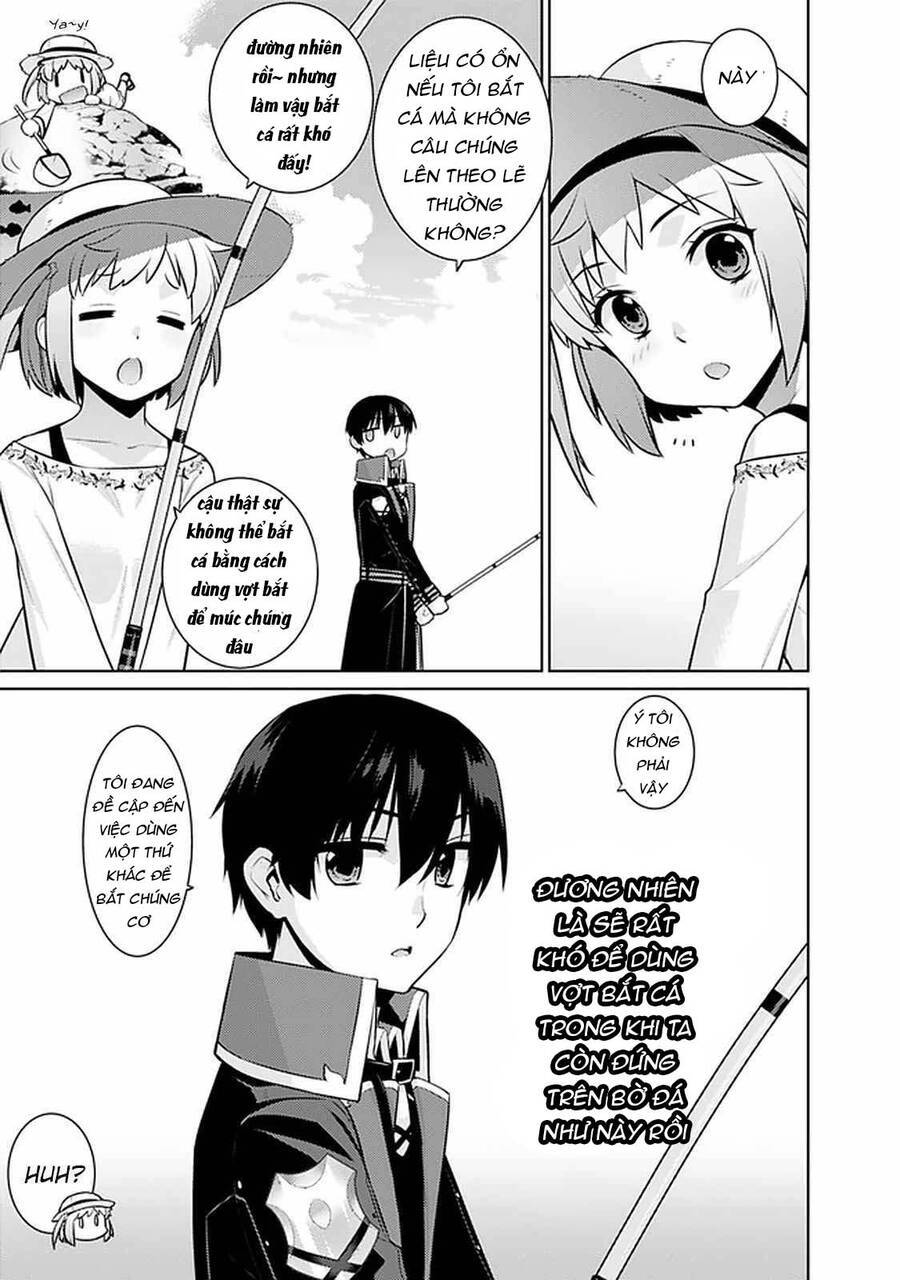 NÀY
LIỆU CÓ ỔN
NẾU TÔI BẮT
CÁ MÀ KHÔNG
CÂU CHÚNG
LÊN THEO LẼ
THƯỜNG
KHÔNG?
đường nhiên
rồi~ nhưng
làm vậy bắt
cá rất khó
đấy!
Ya~y!
cậu thật sự
không thể bắt
cá bằng cách
dùng vợt bắt
để múc chúng
đâu
Ý TÔI
KHÔNG
PHẢI
VẬY
ĐƯƠNG NHIÊN
LÀ SẼ RẤT
KHÓ ĐỂ DÙNG
VỢT BẮT CÁ
TRONG KHI TA
CÒN ĐỨNG
TRÊN BỜ ĐÁ
NHƯ NÀY RỒI
TÔI ĐANG
ĐỀ CẬP ĐẾN
VIỆC DÙNG
MỘT THỨ
KHÁC ĐỂ
BẮT CHÚNG
CƠ
HUH?